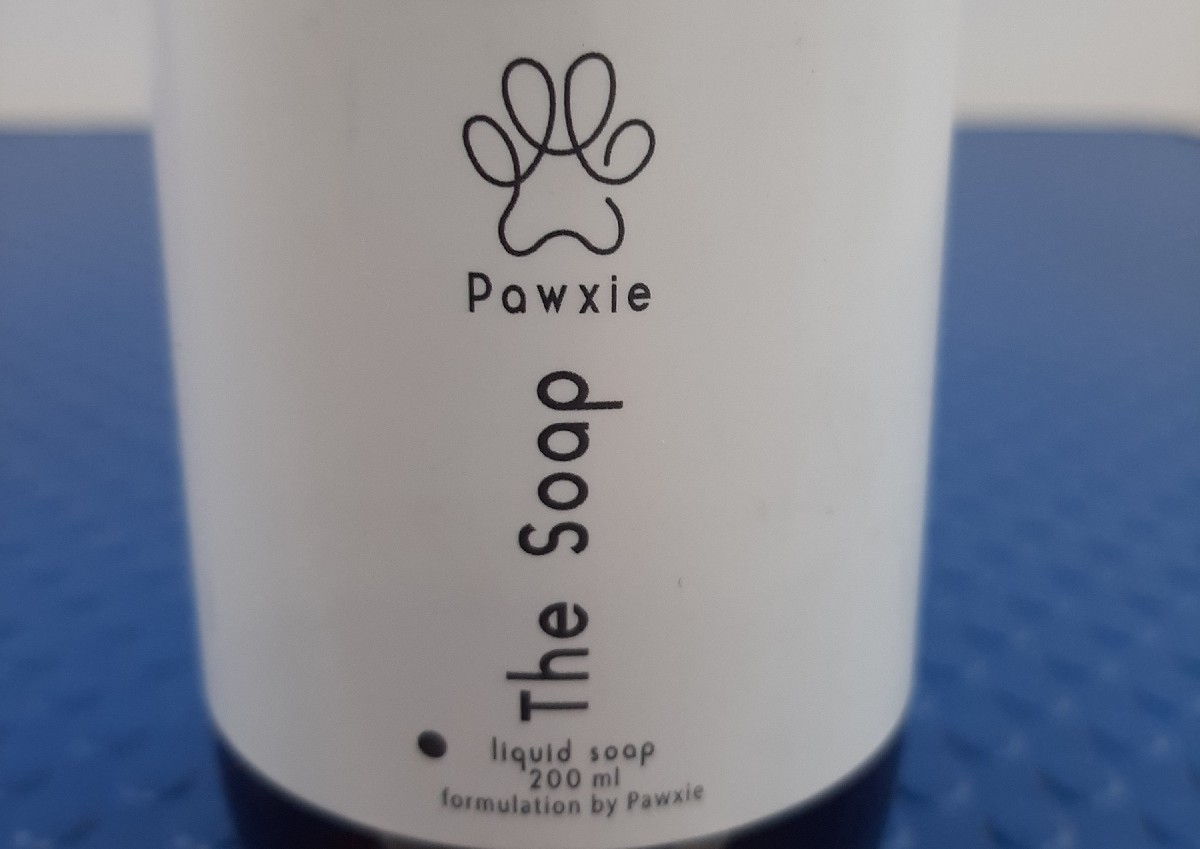 Pawxie
The Soap
liquid soap
200 ml
formulation by Pawxie